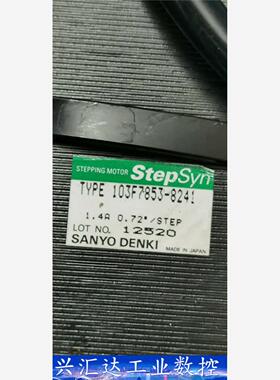 STEPPING MOTOR StepSyn
TYPE 103F7853-8241
1.4A 0.72°/STEP
LOT NO. 12520
SANYO DENKI MADE IN JAPAN
兴汇达工业数控